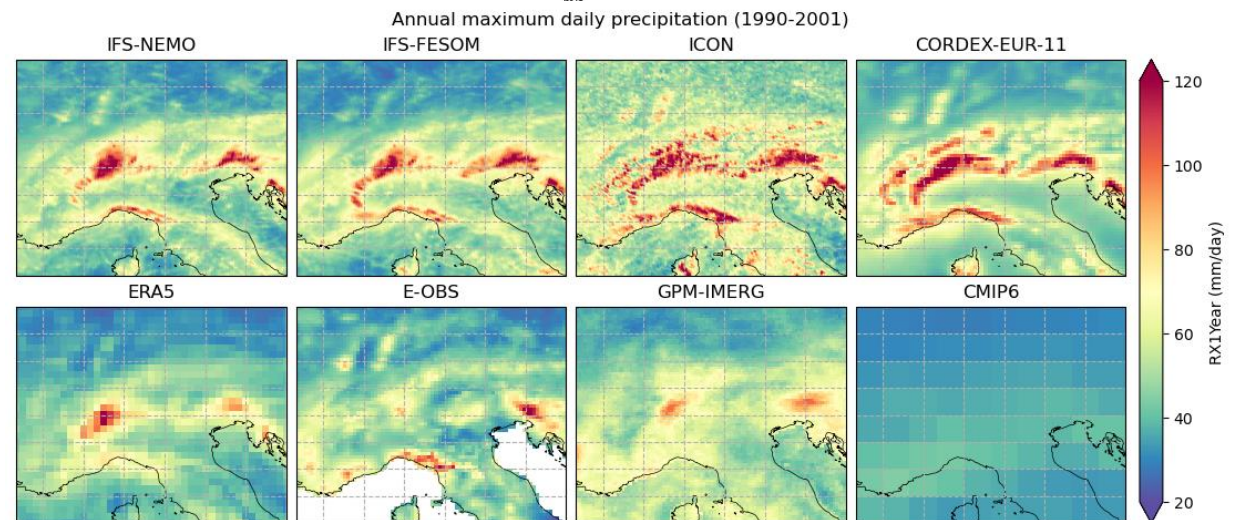 Annual maximum daily precipitation (1990-2001)
IFS-NEMO
IFS-FESOM
ICON
CORDEX-EUR-11
ERA5
E-OBS
GPM-IMERG
CMIP6
120
100
80
60
40
20
RX1Year (mm/day)